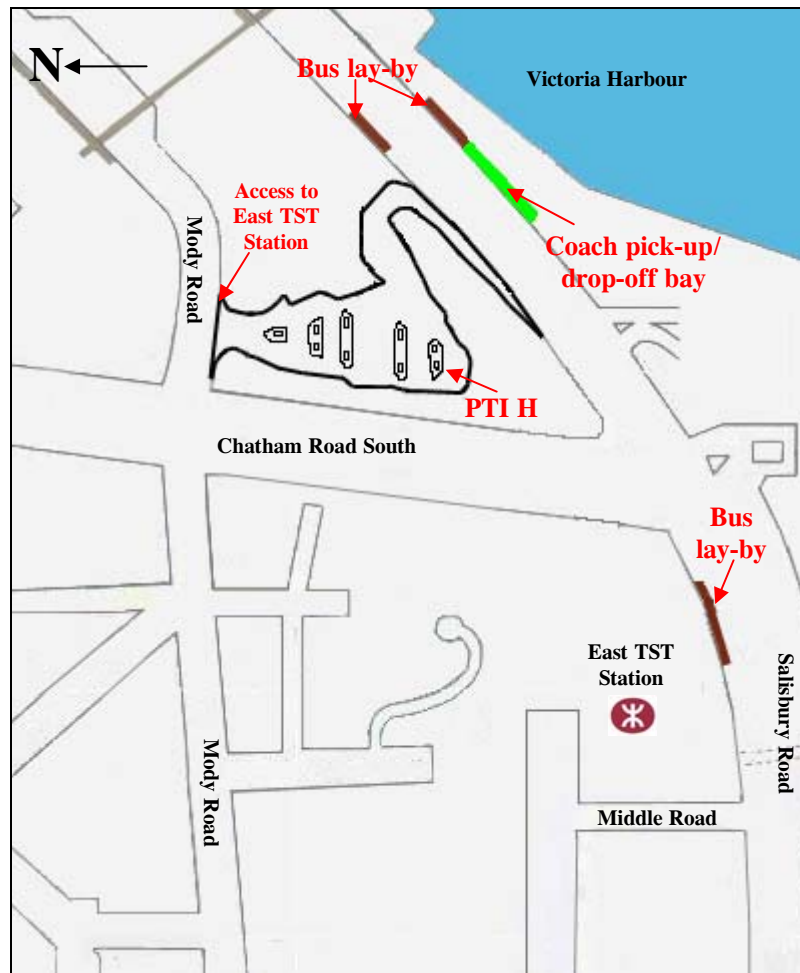 N
Bus lay-by
Victoria Harbour
Access to
East TST
Station
Mody Road
Coach pick-up/
drop-off bay
PTI H
Chatham Road South
Bus
lay-by
East TST
Station
Salisbury Road
Mody Road
Middle Road